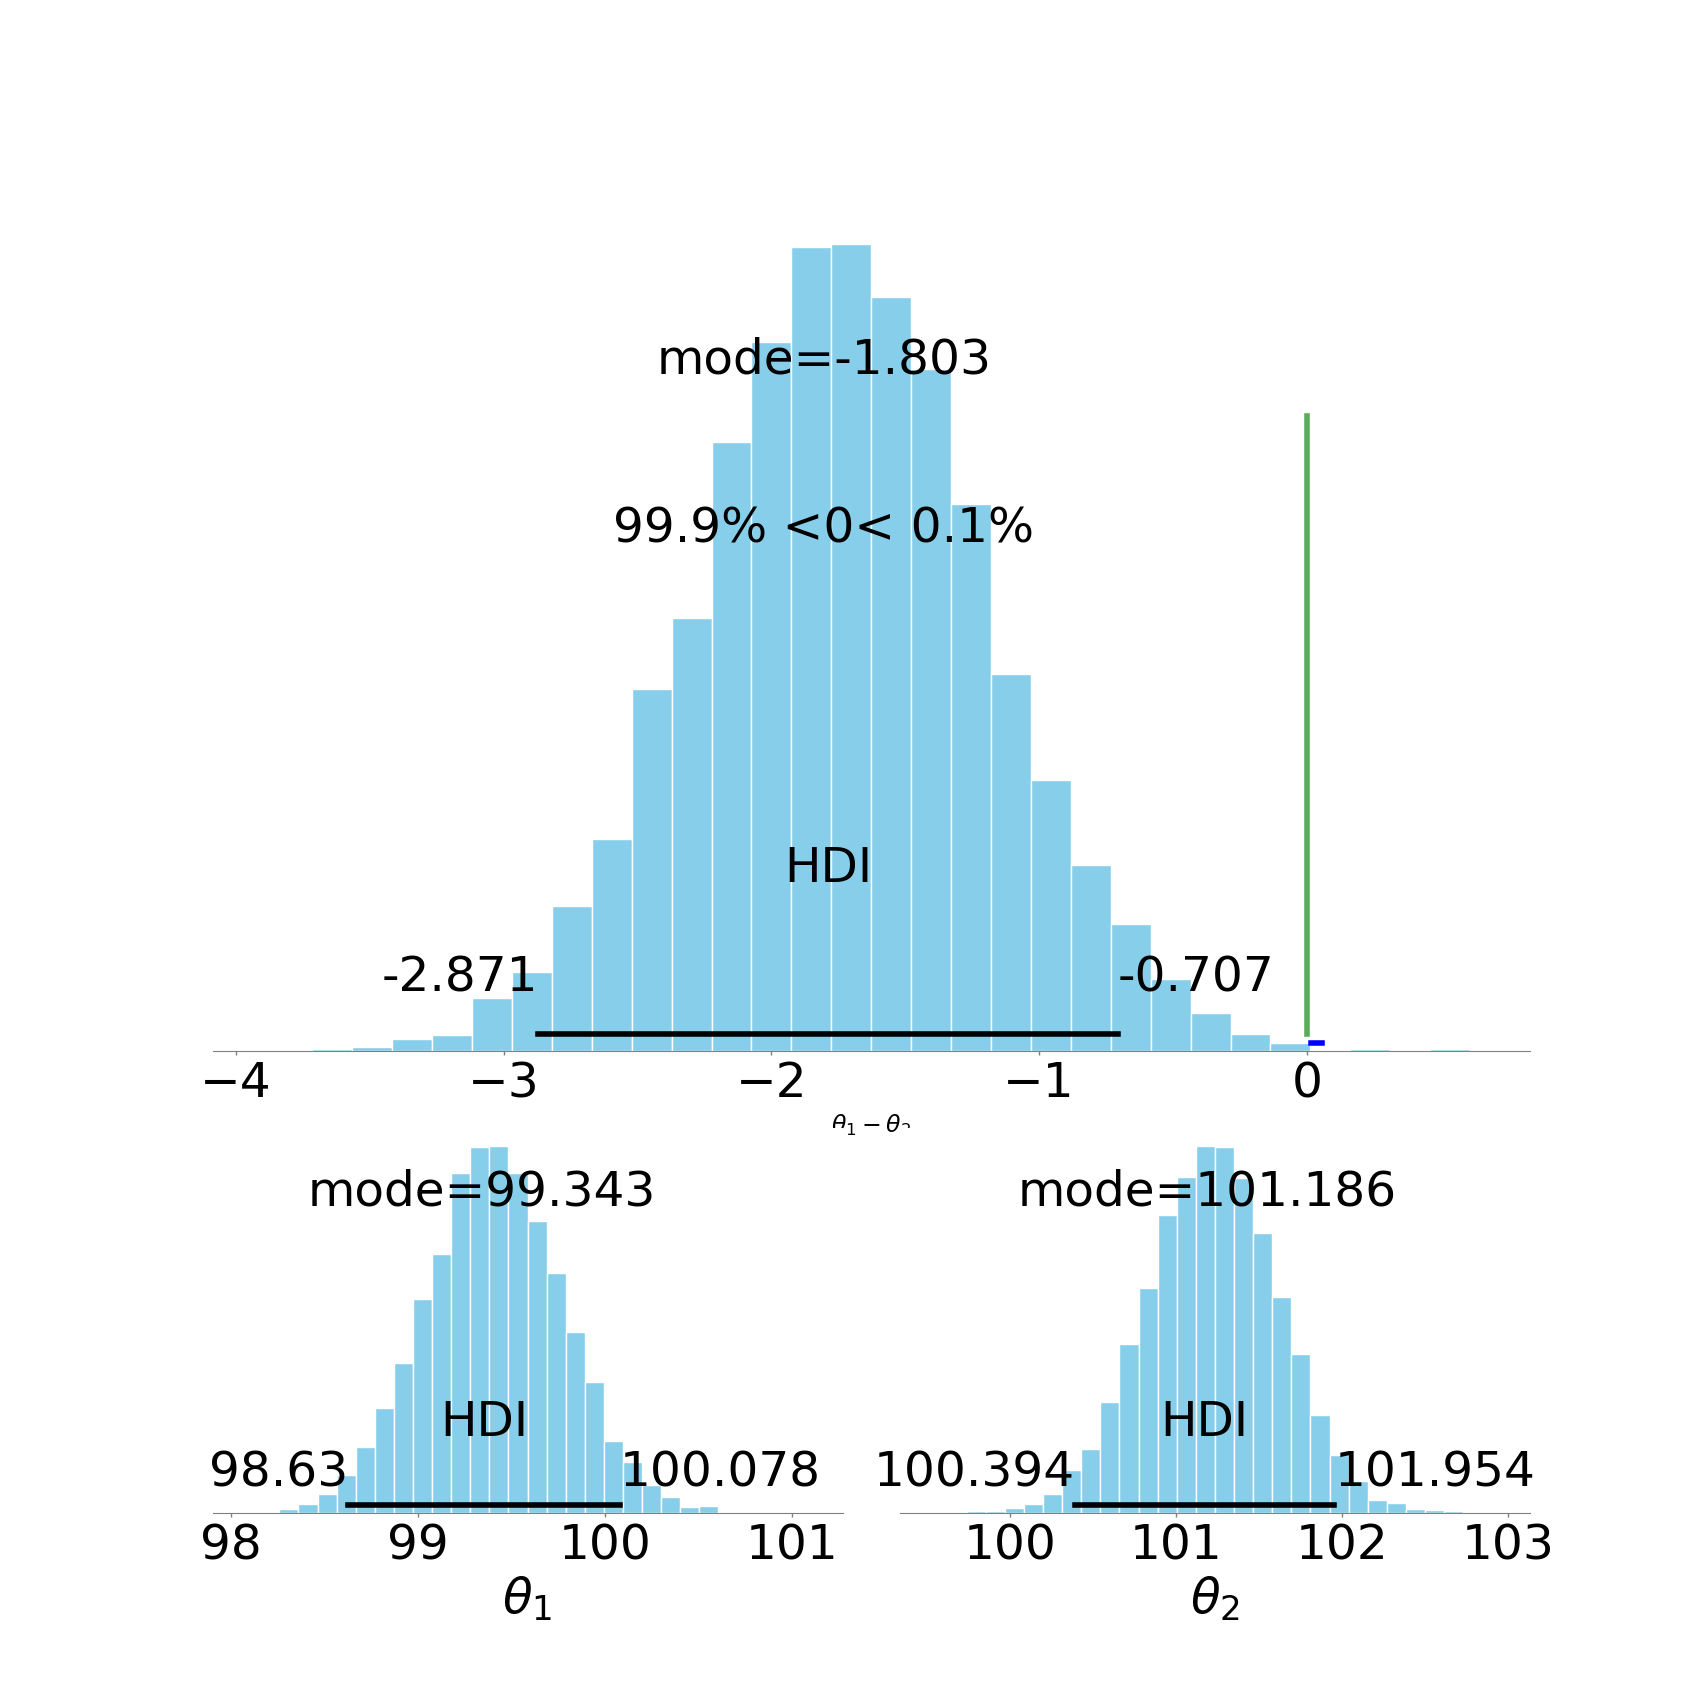 mode=-1.803
99.9% <0< 0.1%
HDI
-2.871 -0.707
−4 −3 −2 −1 0
θ1 − θ2
mode=99.343
HDI
98.63 100.078
98 99 100 101
θ1
mode=101.186
HDI
100.394 101.954
100 101 102 103
θ2